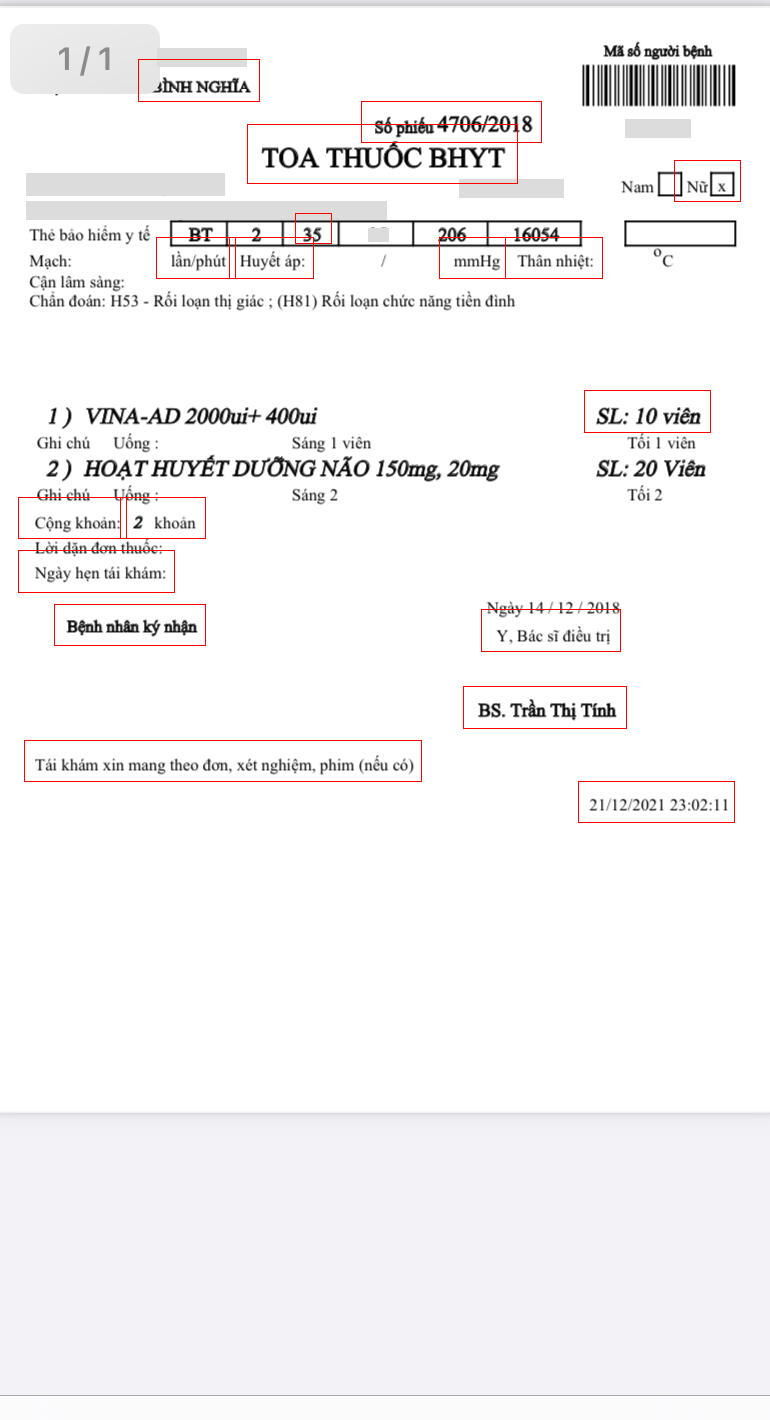 1/1
Mã số người bệnh
BÌNH NGHĨA
Số phiếu 4706/2018
TOA THUỐC BHYT
Nam Nữ x
Thẻ bảo hiểm y tế BT 2 35 206 16054
Mạch: lần/phút Huyết áp: / mmHg Thân nhiệt: °C
Cận lâm sàng:
Chẩn đoán: H53 - Rối loạn thị giác ; (H81) Rối loạn chức năng tiền đình
1 ) VINA-AD 2000ui+ 400ui SL: 10 viên
Ghi chú Uống : Sáng 1 viên Tối 1 viên
2 ) HOẠT HUYẾT DƯỠNG NÃO 150mg, 20mg SL: 20 Viên
Ghi chú Uống : Sáng 2 Tối 2
Cộng khoản: 2 khoản
Lời dặn đơn thuốc:
Ngày hẹn tái khám:
Ngày 14 / 12 / 2018
Bệnh nhân ký nhận Y, Bác sĩ điều trị
BS. Trần Thị Tính
Tái khám xin mang theo đơn, xét nghiệm, phim (nếu có)
21/12/2021 23:02:11